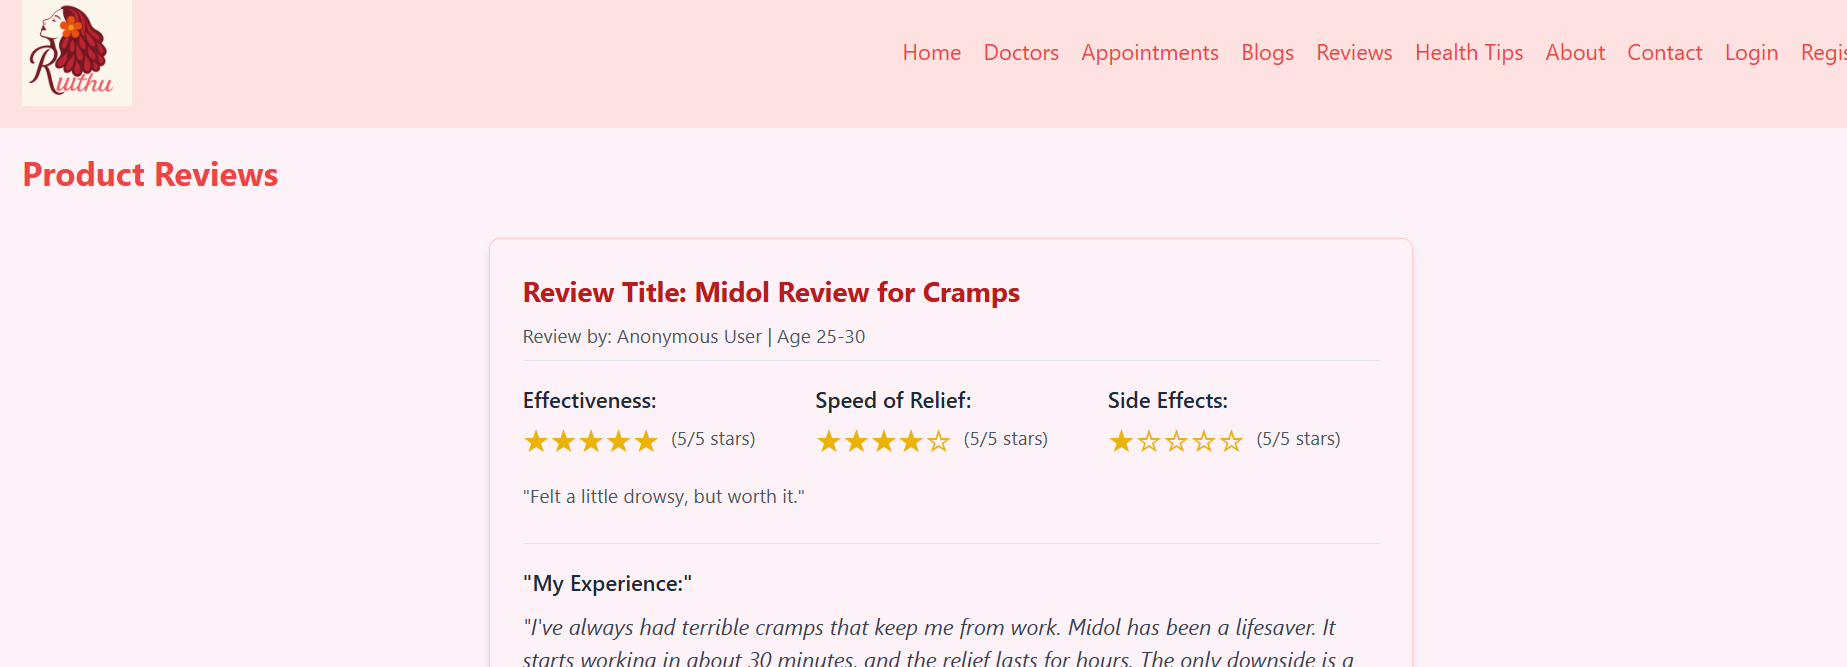 Ruthu
Home Doctors Appointments Blogs Reviews Health Tips About Contact Login
Product Reviews
Review Title: Midol Review for Cramps
Review by: Anonymous User | Age 25-30
Effectiveness: Speed of Relief: Side Effects:
★★★★★ (5/5 stars) ★★★★☆ (5/5 stars) ★☆☆☆☆ (5/5 stars)
"Felt a little drowsy, but worth it."
"My Experience:"
"I've always had terrible cramps that keep me from work. Midol has been a lifesaver. It
starts working in about 30 minutes, and the relief lasts for hours. The only downside is a